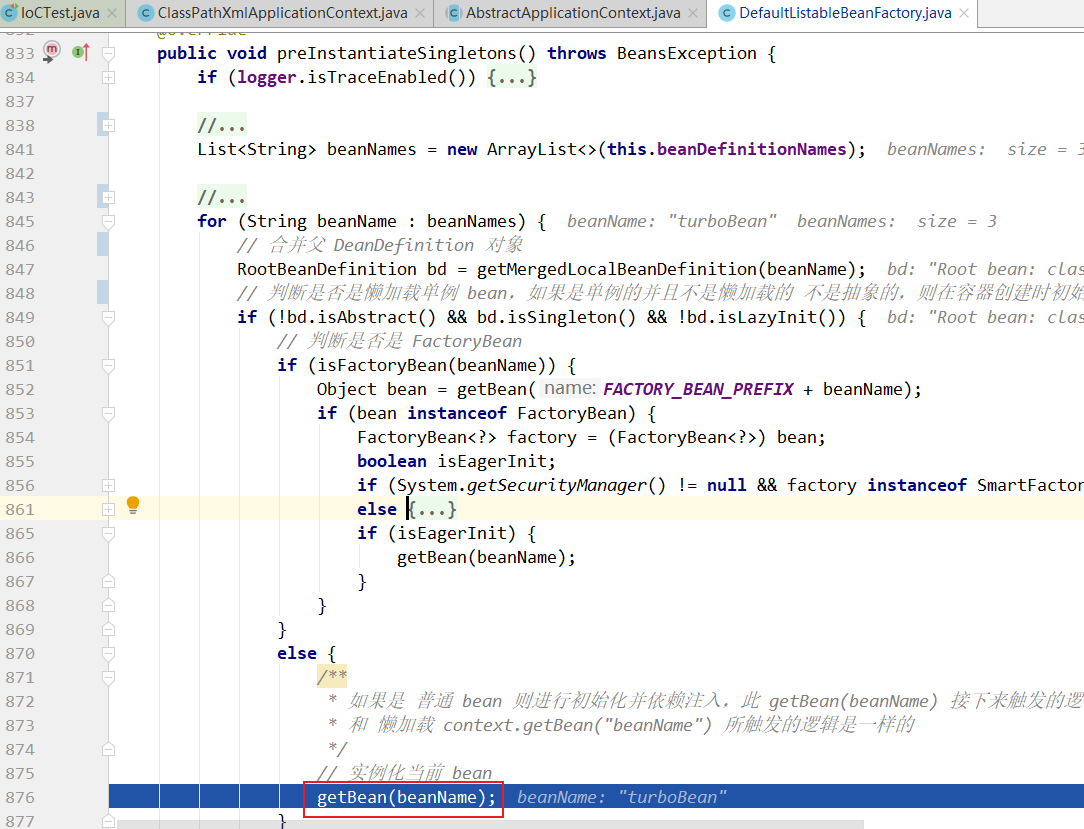 IoCTest.java × ClassPathXmlApplicationContext.java × AbstractApplicationContext.java × DefaultListableBeanFactory.java ×
833 public void preInstantiateSingletons() throws BeansException {
834 if (logger.isTraceEnabled()) {...}
837
838 //...
841 List<String> beanNames = new ArrayList<>(this.beanDefinitionNames); beanNames: size = 3
842
843 //...
845 for (String beanName : beanNames) { beanName: "turboBean" beanNames: size = 3
846 // 合并父 DeanDefinition 对象
847 RootBeanDefinition bd = getMergedLocalBeanDefinition(beanName); bd: "Root bean: clas
848 // 判断是否是懒加载单例 bean，如果是单例的并且不是懒加载的 不是抽象的，则在容器创建时初始
849 if (!bd.isAbstract() && bd.isSingleton() && !bd.isLazyInit()) { bd: "Root bean: clas
850 // 判断是否是 FactoryBean
851 if (isFactoryBean(beanName)) {
852 Object bean = getBean( name: FACTORY_BEAN_PREFIX + beanName);
853 if (bean instanceof FactoryBean) {
854 FactoryBean<?> factory = (FactoryBean<?>) bean;
855 boolean isEagerInit;
856 if (System.getSecurityManager() != null && factory instanceof SmartFactor
861 else {...}
865 if (isEagerInit) {
866 getBean(beanName);
867 }
868 }
869 }
870 else {
871 /**
872 * 如果是 普通 bean 则进行初始化并依赖注入，此 getBean(beanName) 接下来触发的逻
873 * 和 懒加载 context.getBean("beanName") 所触发的逻辑是一样的
874 */
875 // 实例化当前 bean
876 getBean(beanName); beanName: "turboBean"
877 }